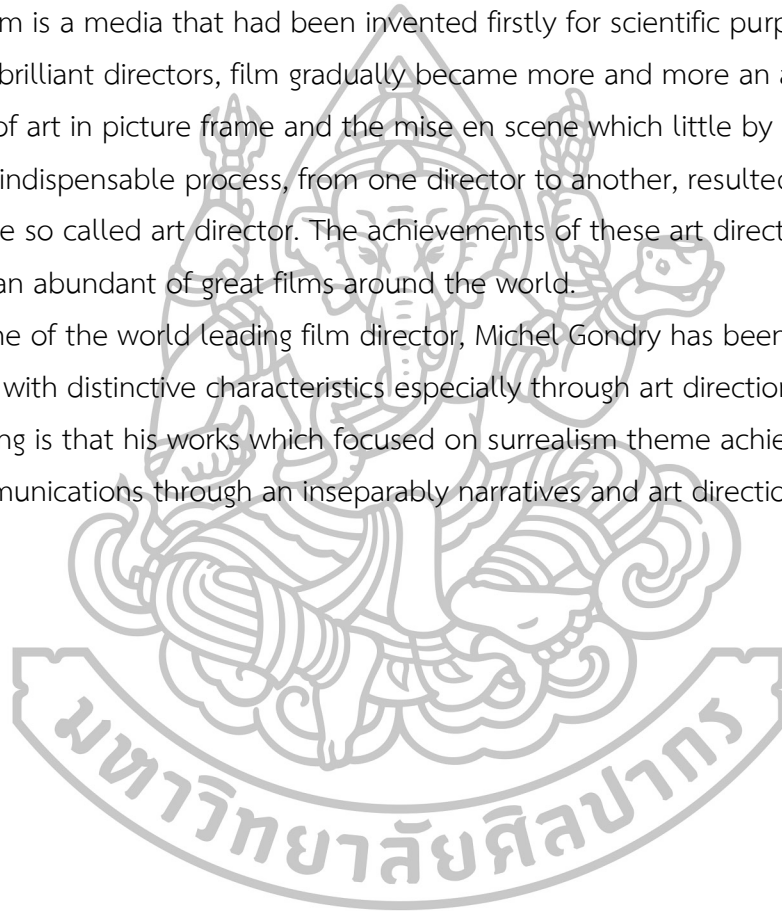 m is a media that had been invented firstly for scientific purp
brilliant directors, film gradually became more and more an a
of art in picture frame and the mise en scene which little by
indispensable process, from one director to another, resulted
e so called art director. The achievements of these art direct
an abundant of great films around the world.
ne of the world leading film director, Michel Gondry has been
with distinctive characteristics especially through art direction
ng is that his works which focused on surrealism theme achie
munications through an inseparably narratives and art directio
มหาวิทยาลัยศิลปากร